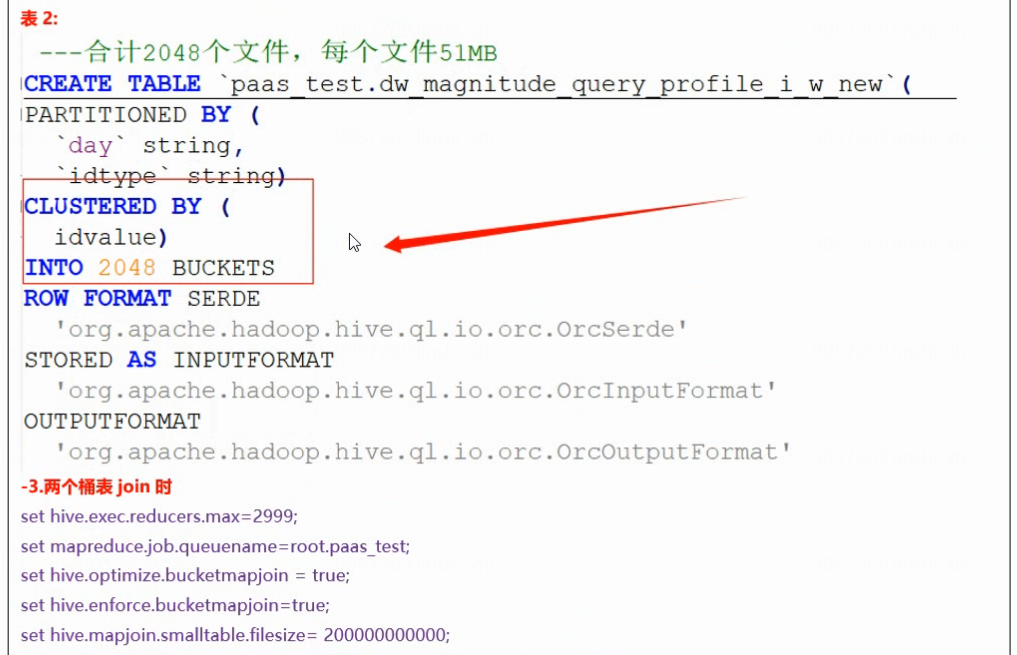 表 2:
---合计2048个文件，每个文件51MB
CREATE TABLE `paas_test.dw_magnitude_query_profile_i_w_new`(
PARTITIONED BY (
`day` string,
`idtype` string)
CLUSTERED BY (
idvalue)
INTO 2048 BUCKETS
ROW FORMAT SERDE
'org.apache.hadoop.hive.ql.io.orc.OrcSerde'
STORED AS INPUTFORMAT
'org.apache.hadoop.hive.ql.io.orc.OrcInputFormat'
OUTPUTFORMAT
'org.apache.hadoop.hive.ql.io.orc.OrcOutputFormat'
-3.两个桶表 join 时
set hive.exec.reducers.max=2999;
set mapreduce.job.queuename=root.paas_test;
set hive.optimize.bucketmapjoin = true;
set hive.enforce.bucketmapjoin=true;
set hive.mapjoin.smalltable.filesize= 200000000000;